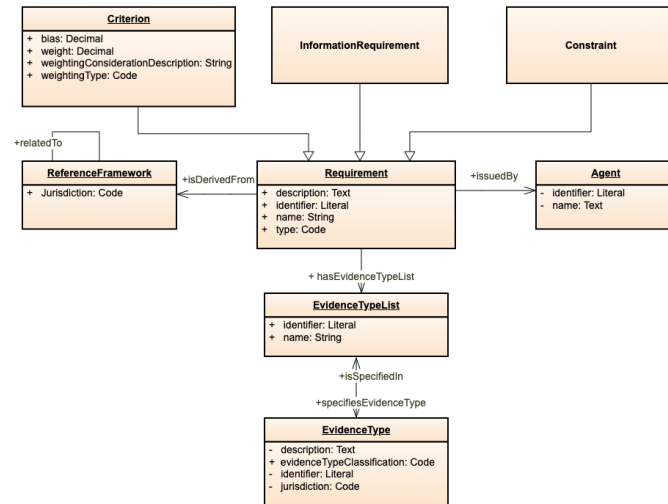 Criterion
+ bias: Decimal
+ weight: Decimal
+ weightingConsiderationDescription: String
+ weightingType: Code
InformationRequirement
Constraint
+relatedTo
ReferenceFramework
+ Jurisdiction: Code
+isDerivedFrom
Requirement
+ description: Text
+ identifier: Literal
+ name: String
+ type: Code
+issuedBy
Agent
- identifier: Literal
- name: Text
+ hasEvidenceTypeList
EvidenceTypeList
+ identifier: Literal
+ name: String
+isSpecifiedIn
+specifiesEvidenceType
EvidenceType
- description: Text
+ evidenceTypeClassification: Code
- identifier: Literal
- jurisdiction: Code